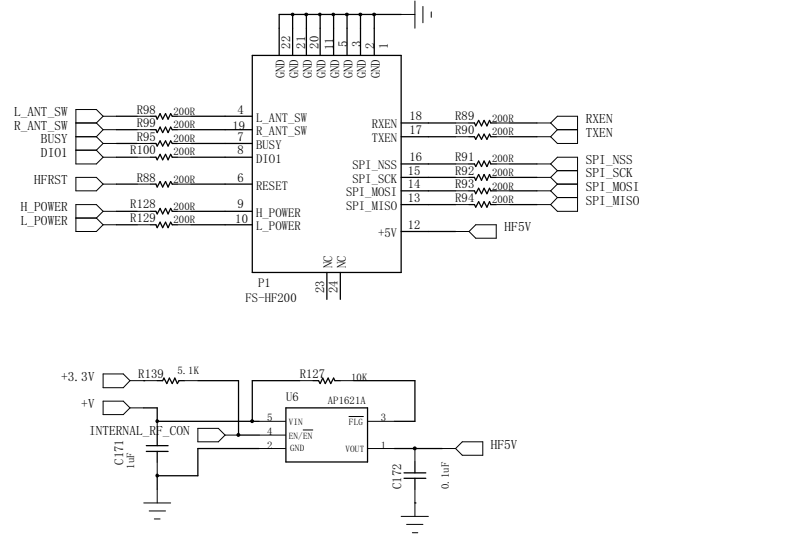 22 21 20 11 5 3 2 1
GND GND GND GND GND GND GND GND
L_ANT_SW R98 200R 4 L_ANT_SW
R_ANT_SW R99 200R 19 R_ANT_SW
BUSY R95 200R 7 BUSY
DIO1 R100 200R 8 DIO1
HFRST R88 200R 6 RESET
H_POWER R128 200R 9 H_POWER
L_POWER R129 200R 10 L_POWER
RXEN 18 R89 200R RXEN
TXEN 17 R90 200R TXEN
SPI_NSS 16 R91 200R SPI_NSS
SPI_SCK 15 R92 200R SPI_SCK
SPI_MOSI 14 R93 200R SPI_MOSI
SPI_MISO 13 R94 200R SPI_MISO
+5V 12 HF5V
NC NC
23 24
P1
FS-HF200
+3.3V R139 5.1K
R127 10K
+V
U6 AP1621A
5 VIN FLG 3
INTERNAL_RF_CON 4 EN/EN
2 GND VOUT 1 HF5V
C171 1uF
C172 0.1uF